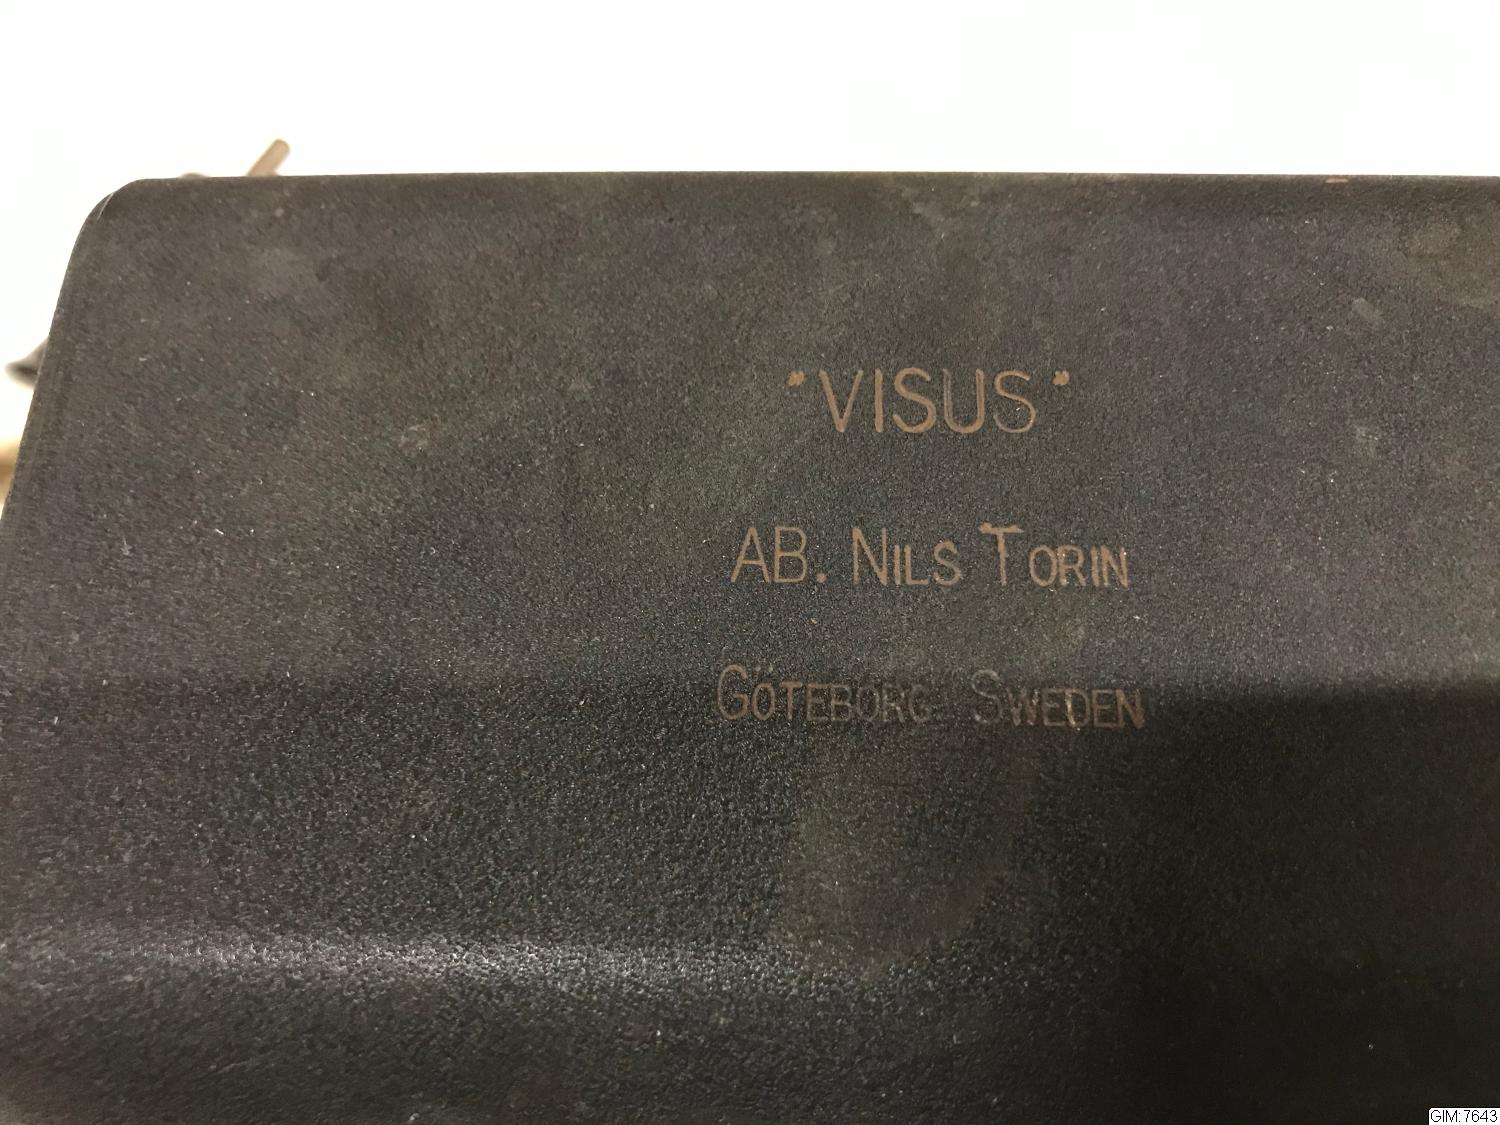 "VISUS"
AB. NILS TORIN
GÖTEBORG SWEDEN
GIM:7643